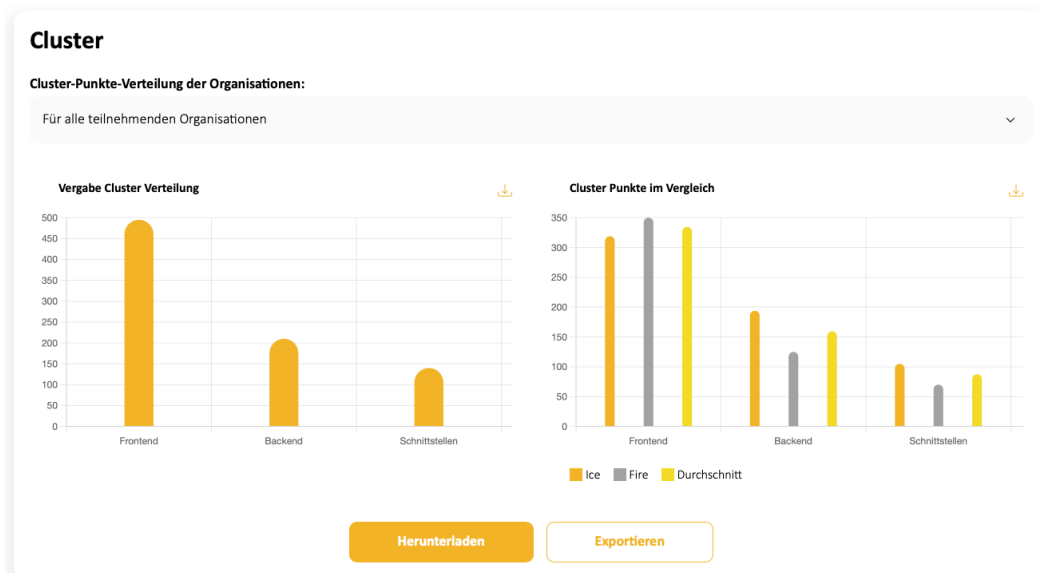 Cluster
Cluster-Punkte-Verteilung der Organisationen:
Für alle teilnehmenden Organisationen
Vergabe Cluster Verteilung
500
450
400
350
300
250
200
150
100
50
0
Frontend Backend Schnittstellen
Cluster Punkte im Vergleich
350
300
250
200
150
100
50
0
Frontend Backend Schnittstellen
Ice Fire Durchschnitt
Herunterladen Exportieren